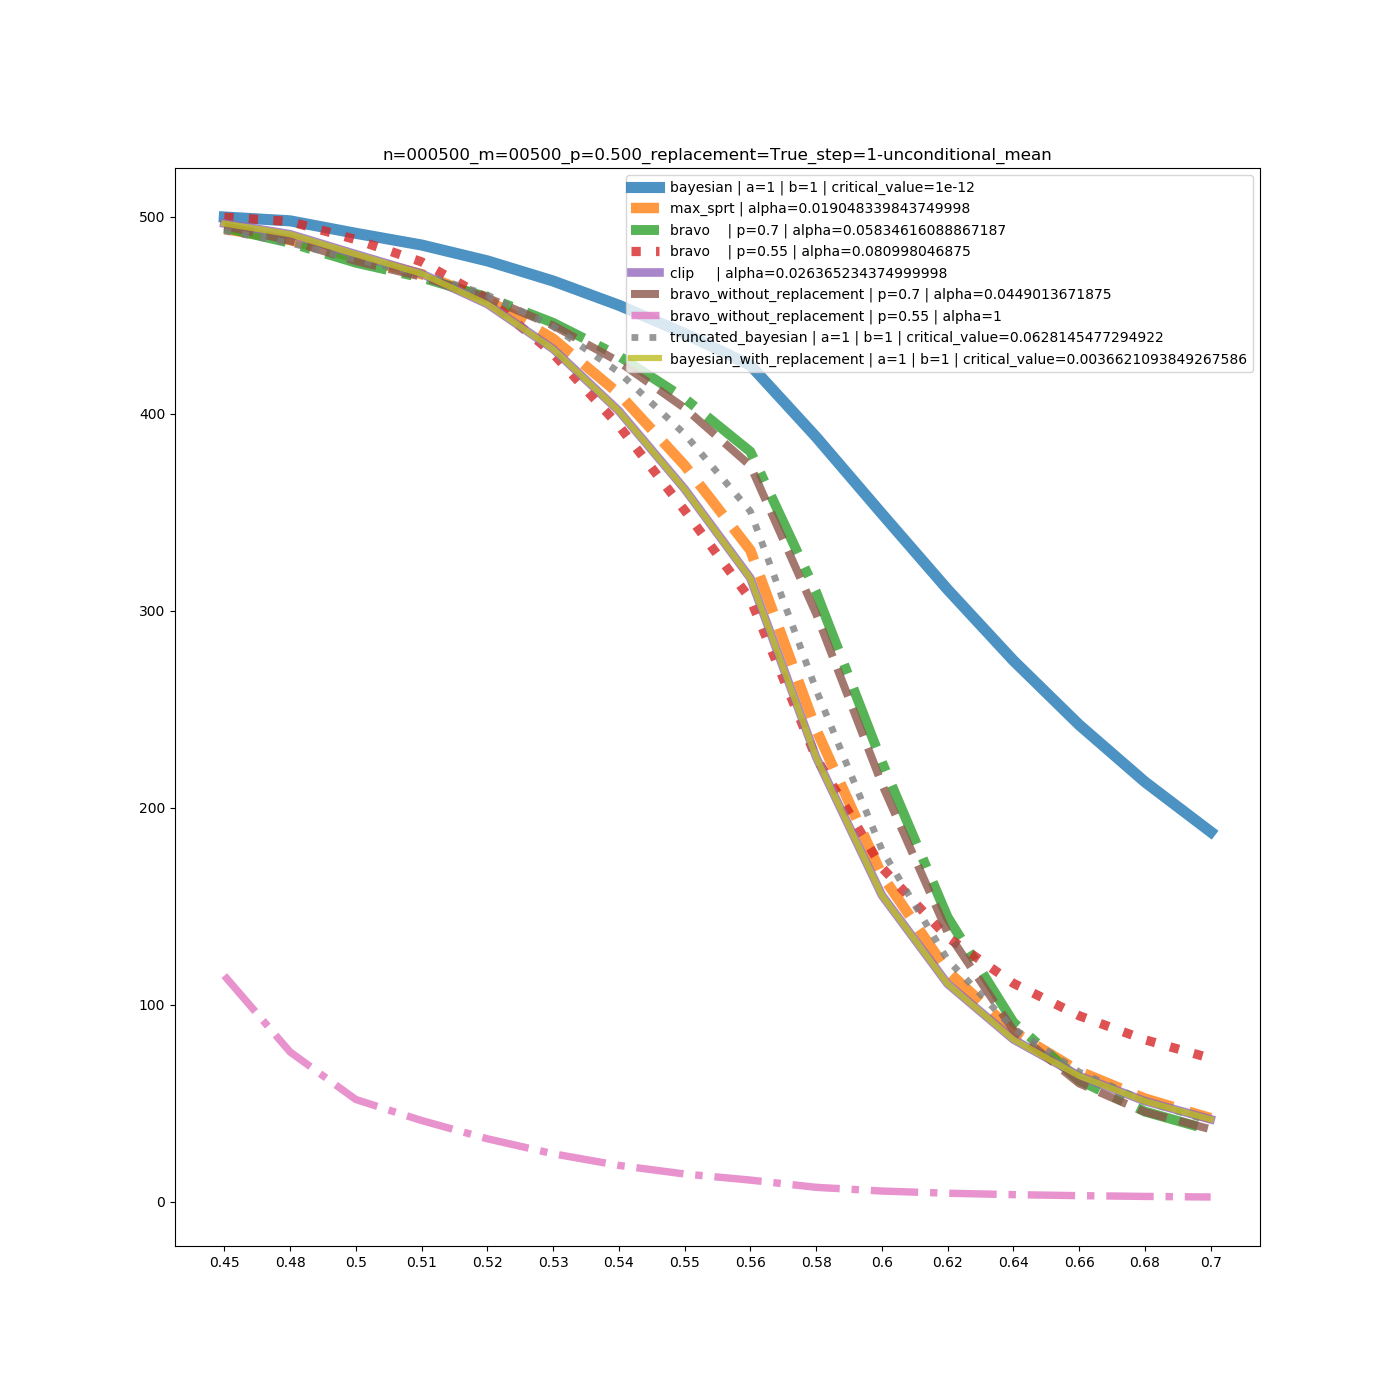 n=000500_m=00500_p=0.500_replacement=True_step=1-unconditional_mean
bayesian | a=1 | b=1 | critical_value=1e-12
max_sprt | alpha=0.019048339843749998
bravo | p=0.7 | alpha=0.05834616088867187
bravo | p=0.55 | alpha=0.080998046875
clip | alpha=0.026365234374999998
bravo_without_replacement | p=0.7 | alpha=0.0449013671875
bravo_without_replacement | p=0.55 | alpha=1
truncated_bayesian | a=1 | b=1 | critical_value=0.0628145477294922
bayesian_with_replacement | a=1 | b=1 | critical_value=0.0036621093849267586
500
400
300
200
100
0
0.45 0.48 0.5 0.51 0.52 0.53 0.54 0.55 0.56 0.58 0.6 0.62 0.64 0.66 0.68 0.7